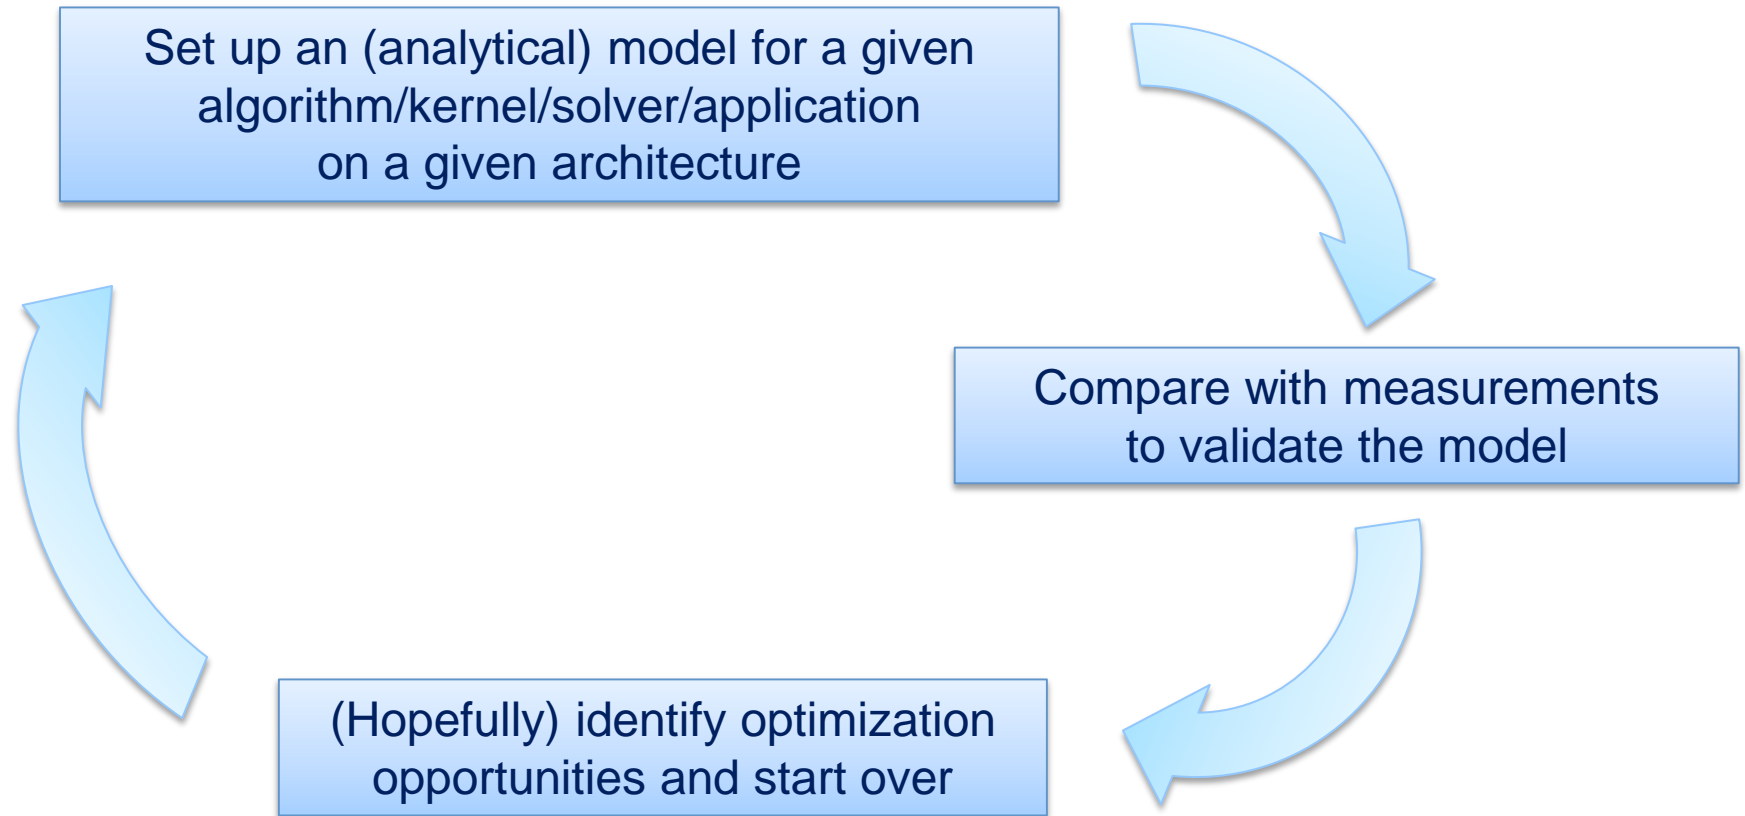 Set up an (analytical) model for a given
algorithm/kernel/solver/application
on a given architecture
Compare with measurements
to validate the model
(Hopefully) identify optimization
opportunities and start over